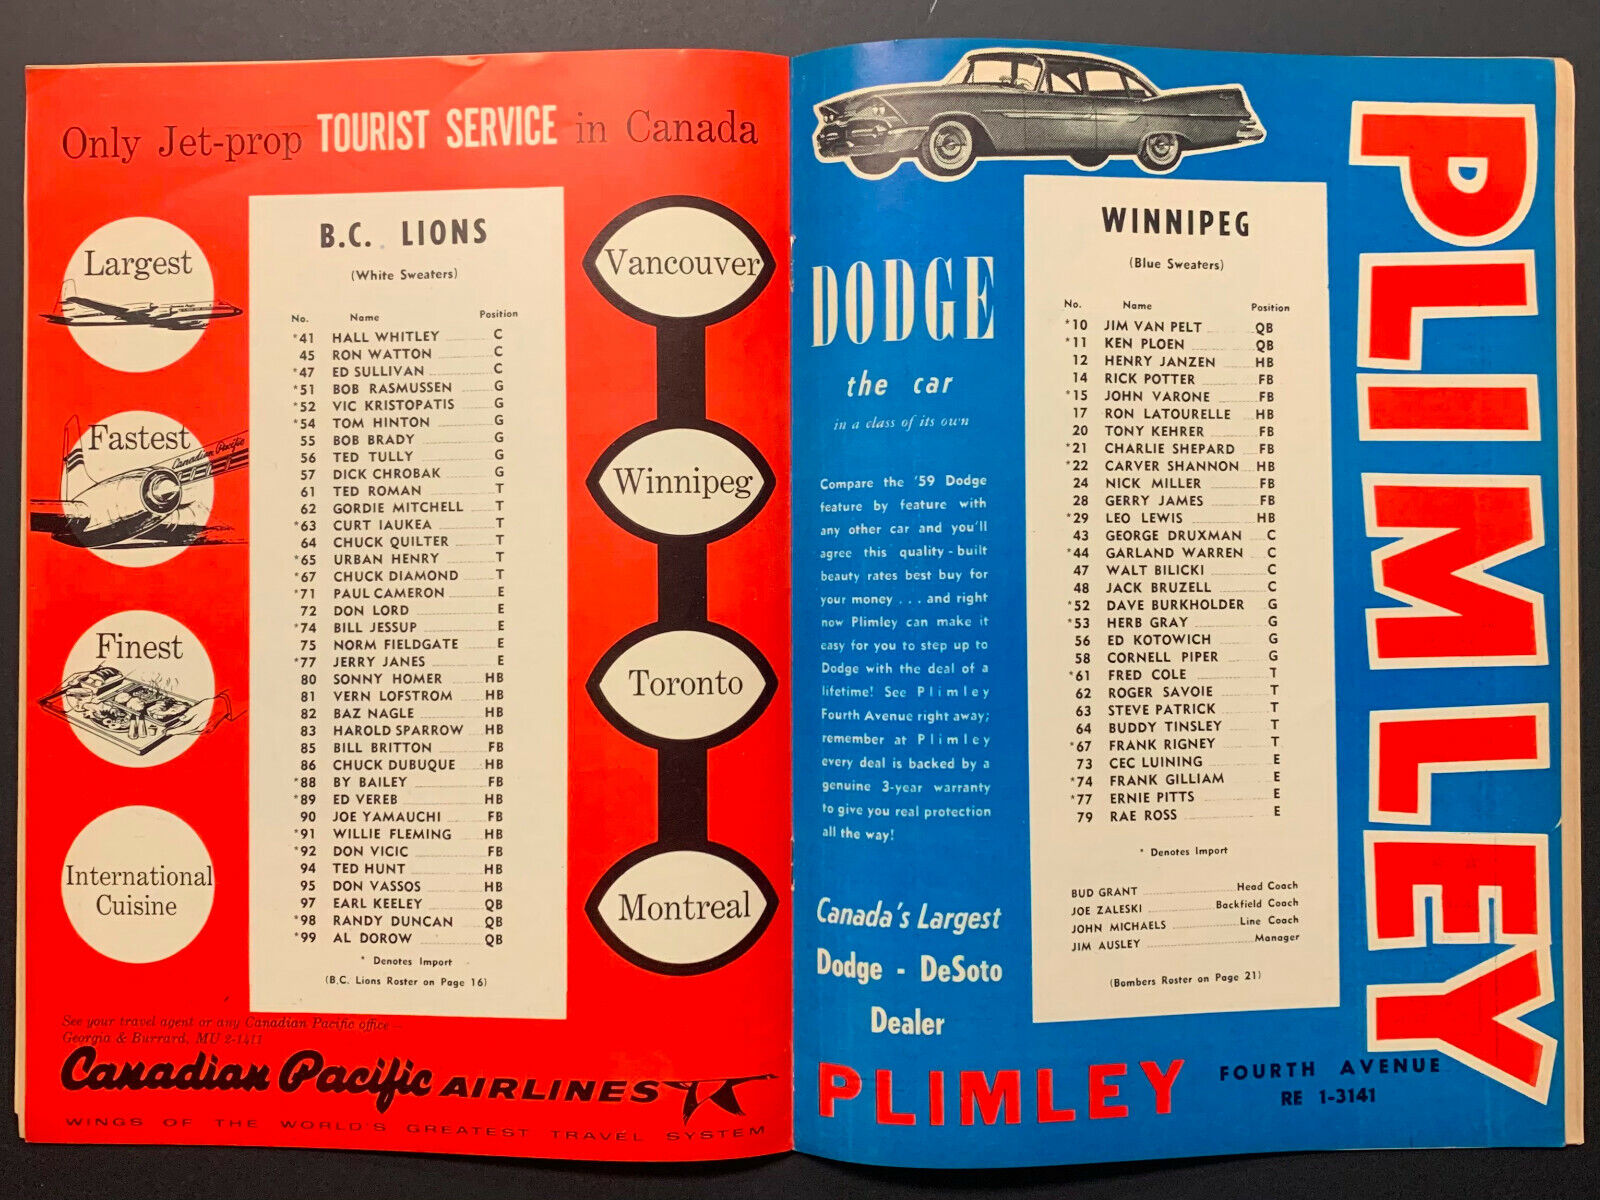 Only Jet-prop TOURIST SERVICE in Canada
Largest
Canadian Pacific
Fastest
Canadian Pacific
Finest
International
Cuisine
B.C. LIONS
(White Sweaters)
No. Name Position
*41 HALL WHITLEY C
45 RON WATTON C
*47 ED SULLIVAN C
*51 BOB RASMUSSEN G
*52 VIC KRISTOPATIS G
*54 TOM HINTON G
55 BOB BRADY G
56 TED TULLY G
57 DICK CHROBAK G
61 TED ROMAN T
62 GORDIE MITCHELL T
*63 CURT IAUKEA T
64 CHUCK QUILTER T
*65 URBAN HENRY T
*67 CHUCK DIAMOND T
*71 PAUL CAMERON E
72 DON LORD E
*74 BILL JESSUP E
75 NORM FIELDGATE E
*77 JERRY JANES E
80 SONNY HOMER HB
81 VERN LOFSTROM HB
82 BAZ NAGLE HB
83 HAROLD SPARROW HB
85 BILL BRITTON FB
86 CHUCK DUBUQUE HB
*88 BY BAILEY FB
*89 ED VEREB HB
90 JOE YAMAUCHI FB
*91 WILLIE FLEMING HB
*92 DON VICIC FB
94 TED HUNT HB
95 DON VASSOS HB
97 EARL KEELEY QB
*98 RANDY DUNCAN QB
*99 AL DOROW QB
* Denotes Import
(B.C. Lions Roster on Page 16)
Vancouver
Winnipeg
Toronto
Montreal
See your travel agent or any Canadian Pacific office –
Georgia & Burrard, MU 2-1411
Canadian Pacific AIRLINES
WINGS OF THE WORLD'S GREATEST TRAVEL SYSTEM
DODGE
the car
in a class of its own
Compare the '59 Dodge
feature by feature with
any other car and you'll
agree this quality-built
beauty rates best buy for
your money . . . and right
now Plimley can make it
easy for you to step up to
Dodge with the deal of a
lifetime! See Plimley
Fourth Avenue right away;
remember at Plimley
every deal is backed by a
genuine 3-year warranty
to give you real protection
all the way!
Canada's Largest
Dodge - DeSoto
Dealer
WINNIPEG
(Blue Sweaters)
No. Name Position
*10 JIM VAN PELT QB
*11 KEN PLOEN QB
12 HENRY JANZEN HB
14 RICK POTTER FB
*15 JOHN VARONE FB
17 RON LATOURELLE HB
20 TONY KEHRER FB
*21 CHARLIE SHEPARD FB
*22 CARVER SHANNON HB
24 NICK MILLER FB
28 GERRY JAMES FB
*29 LEO LEWIS HB
43 GEORGE DRUXMAN C
*44 GARLAND WARREN C
47 WALT BILICKI C
48 JACK BRUZELL C
*52 DAVE BURKHOLDER G
*53 HERB GRAY G
56 ED KOTOWICH G
58 CORNELL PIPER G
*61 FRED COLE T
62 ROGER SAVOIE T
63 STEVE PATRICK T
64 BUDDY TINSLEY T
*67 FRANK RIGNEY T
73 CEC LUINING E
*74 FRANK GILLIAM E
*77 ERNIE PITTS E
79 RAE ROSS E
* Denotes Import
BUD GRANT Head Coach
JOE ZALESKI Backfield Coach
JOHN MICHAELS Line Coach
JIM AUSLEY Manager
(Bombers Roster on Page 21)
PLIMLEY
PLIMLEY FOURTH AVENUE
RE 1-3141